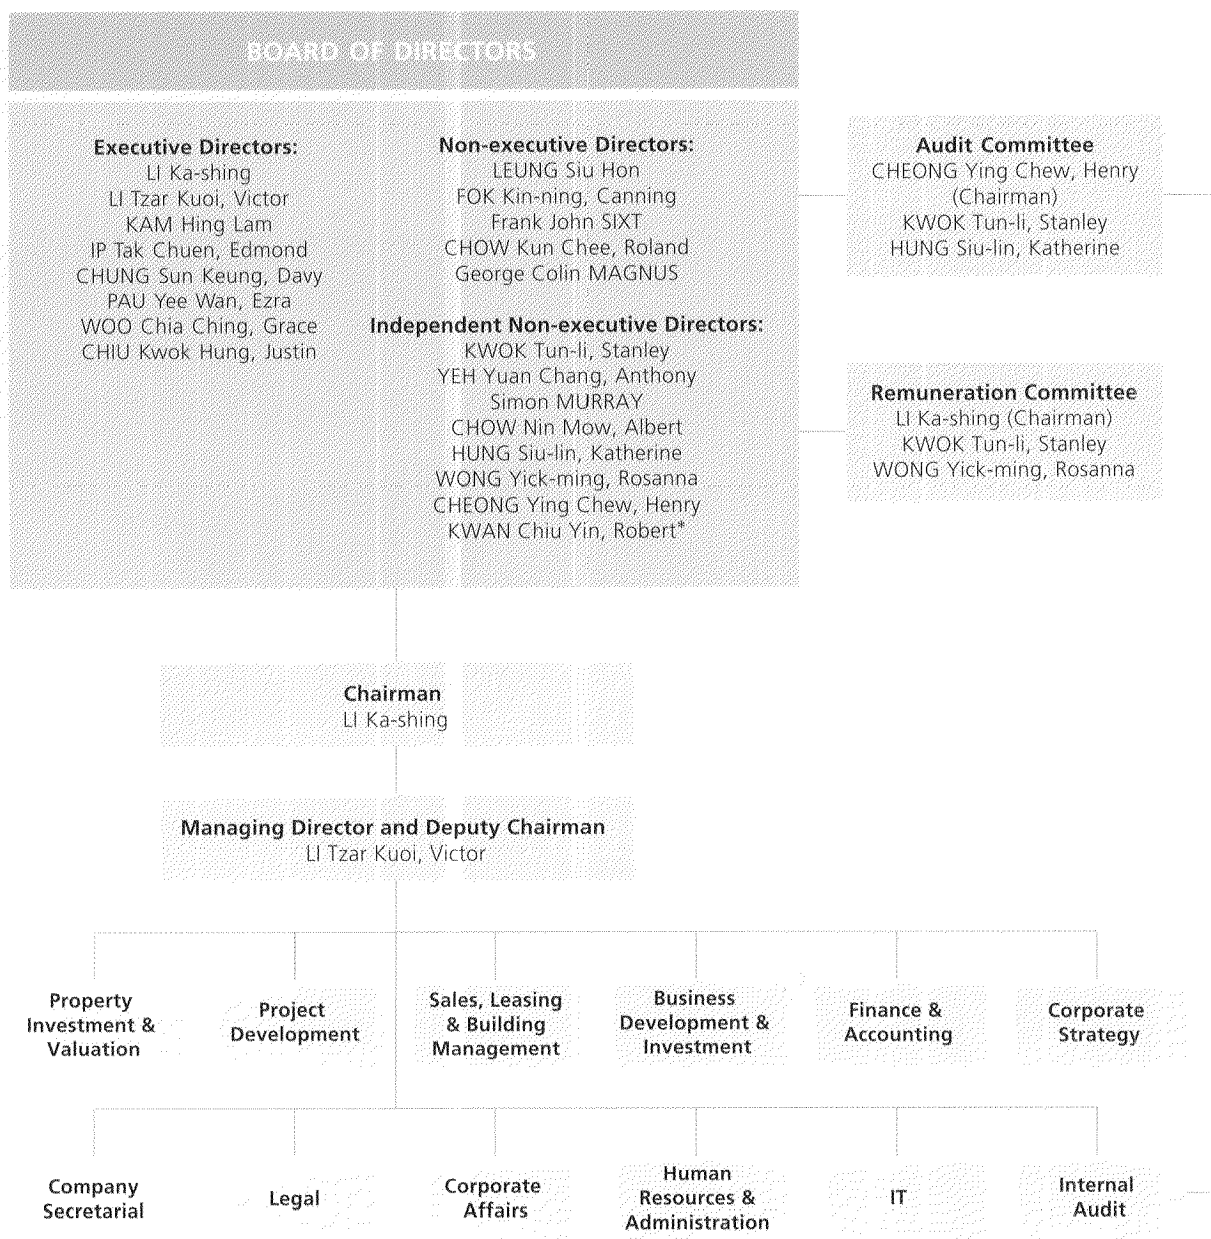 BOARD OF DIRECTORS
Executive Directors:
LI Ka-shing
LI Tzar Kuoi, Victor
KAM Hing Lam
IP Tak Chuen, Edmond
CHUNG Sun Keung, Davy
PAU Yee Wan, Ezra
WOO Chia Ching, Grace
CHIU Kwok Hung, Justin
Non-executive Directors:
LEUNG Siu Hon
FOK Kin-ning, Canning
Frank John SIXT
CHOW Kun Chee, Roland
George Colin MAGNUS
Independent Non-executive Directors:
KWOK Tun-li, Stanley
YEH Yuan Chang, Anthony
Simon MURRAY
CHOW Nin Mow, Albert
HUNG Siu-lin, Katherine
WONG Yick-ming, Rosanna
CHEONG Ying Chew, Henry
KWAN Chiu Yin, Robert*
Audit Committee
CHEONG Ying Chew, Henry
(Chairman)
KWOK Tun-li, Stanley
HUNG Siu-lin, Katherine
Remuneration Committee
LI Ka-shing (Chairman)
KWOK Tun-li, Stanley
WONG Yick-ming, Rosanna
Chairman
LI Ka-shing
Managing Director and Deputy Chairman
LI Tzar Kuoi, Victor
Property
Investment &
Valuation
Project
Development
Sales, Leasing
& Building
Management
Business
Development &
Investment
Finance &
Accounting
Corporate
Strategy
Company
Secretarial
Legal
Corporate
Affairs
Human
Resources &
Administration
IT
Internal
Audit